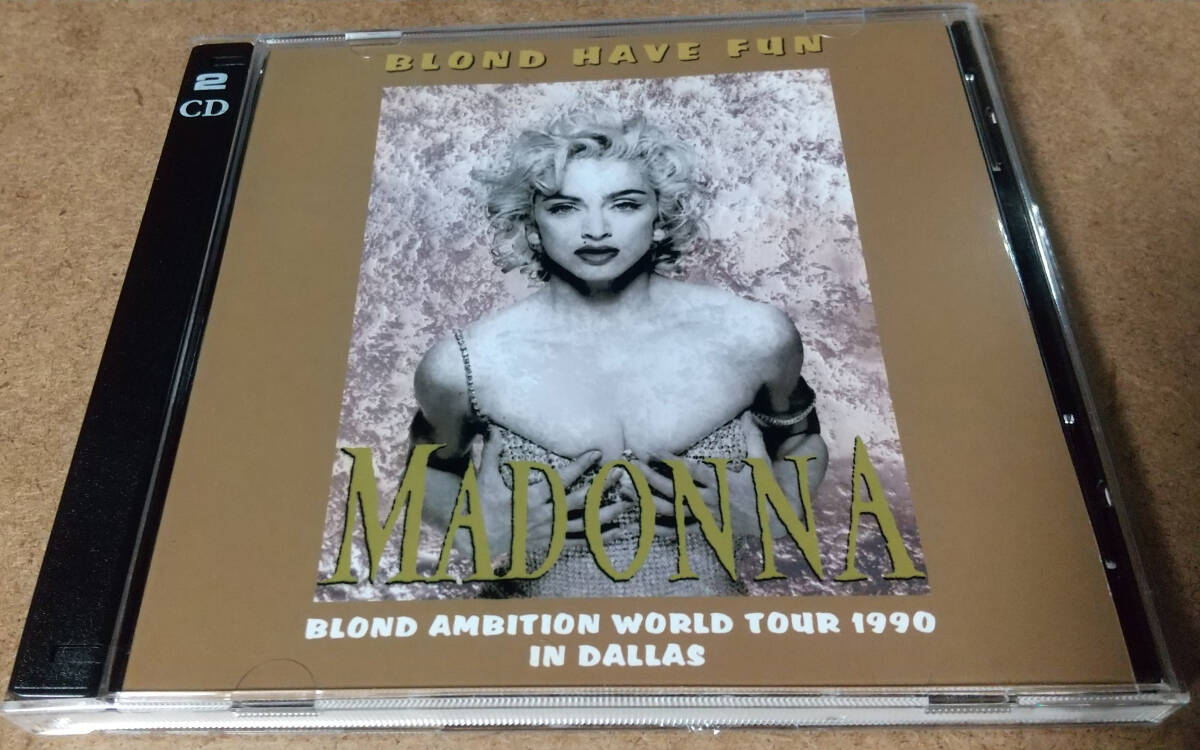 2
CD
BLOND HAVE FUN
MADONNA
BLOND AMBITION WORLD TOUR 1990
IN DALLAS